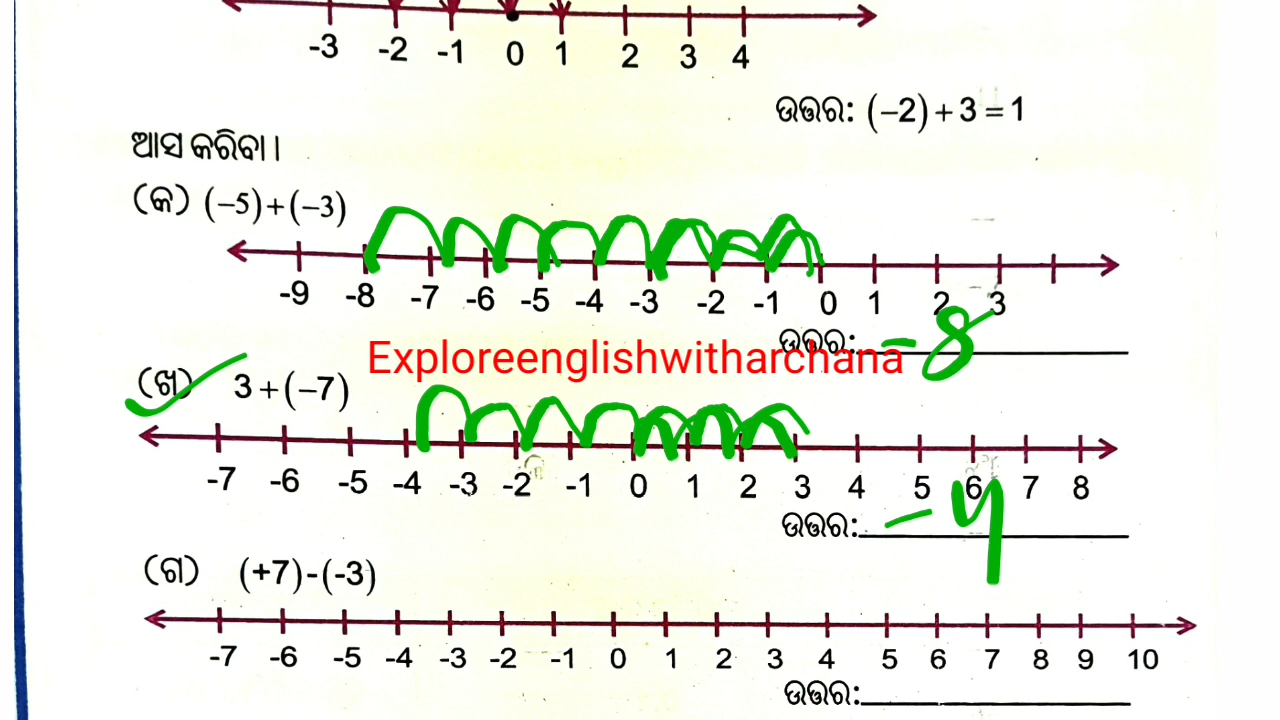 -3 -2 -1 0 1 2 3 4
ଉତ୍ତର: (–2) + 3 = 1
ଆସ କରିବା।
(କ) (–5) + (–3)
-9 -8 -7 -6 -5 -4 -3 -2 -1 0 1 2 3
ଉତ୍ତର: -8
Exploreenglishwitharchana
(ଖ) 3 + (–7)
-7 -6 -5 -4 -3 -2 -1 0 1 2 3 4 5 6 7 8
ଉତ୍ତର: -4
(ଗ) (+7)-(-3)
-7 -6 -5 -4 -3 -2 -1 0 1 2 3 4 5 6 7 8 9 10
ଉତ୍ତର: